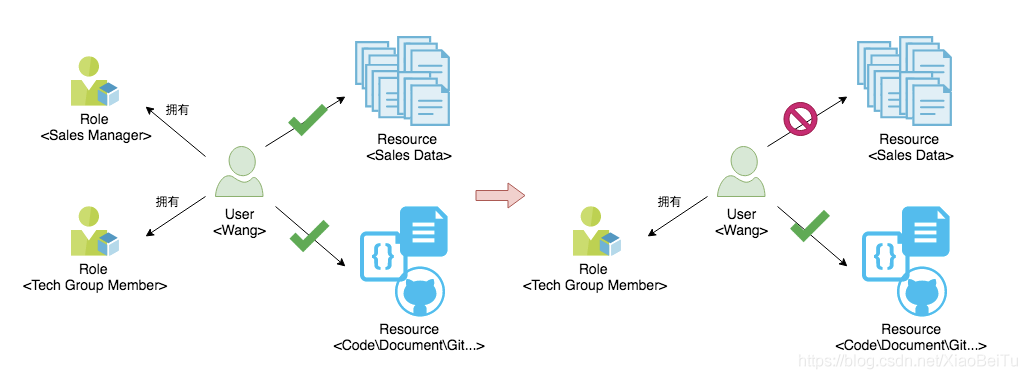 Role
<Sales Manager>
拥有
Resource
<Sales Data>
拥有
User
<Wang>
Role
<Tech Group Member>
{}
Resource
<Code\Document\Git...>
Resource
<Sales Data>
拥有
User
<Wang>
Role
<Tech Group Member>
{}
Resource
<Code\Document\Git...>
https://blog.csdn.net/XiaoBeiTu